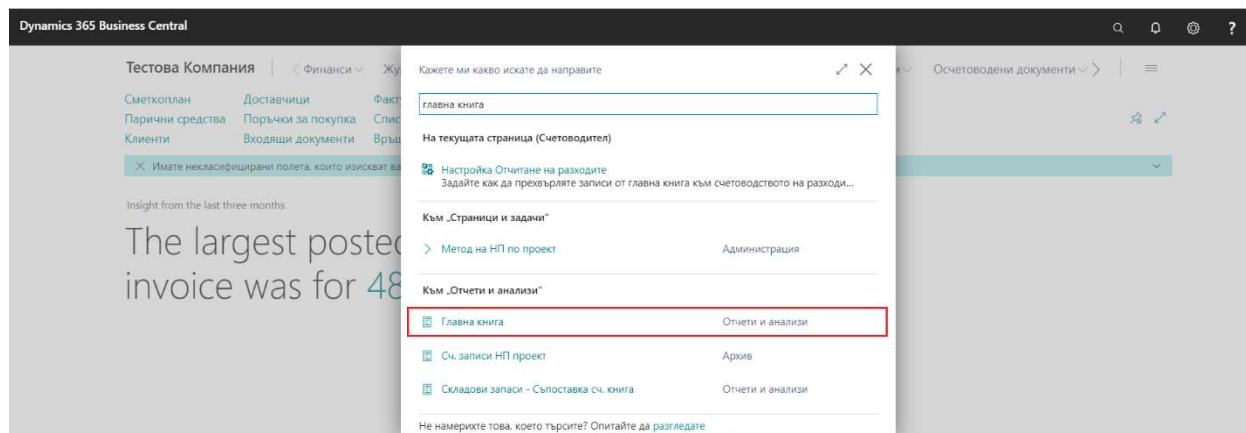 Dynamics 365 Business Central
?
Тестова Компания
Финанси
Осчетоводени документи
Сметкоплан Доставчици
Парични средства Поръчки за покупка
Клиенти Входящи документи
Имате некласифицирани полета, които изискват
Insight from the last three months
The largest posted
invoice was for 48
Кажете ми какво искате да направите
главна книга
На текущата страница (Счетоводител)
Настройка Отчитане на разходите
Задайте как да прехвърляте записи от главна книга към счетоводството на разходи...
Към „Страници и задачи“
Метод на НП по проект Администрация
Към „Отчети и анализи“
Главна книга Отчети и анализи
Сч. записи НП проект Архив
Складови запаси - Съпоставка сч. книга Отчети и анализи
Не намерихте това, което търсите? Опитайте да разгледате